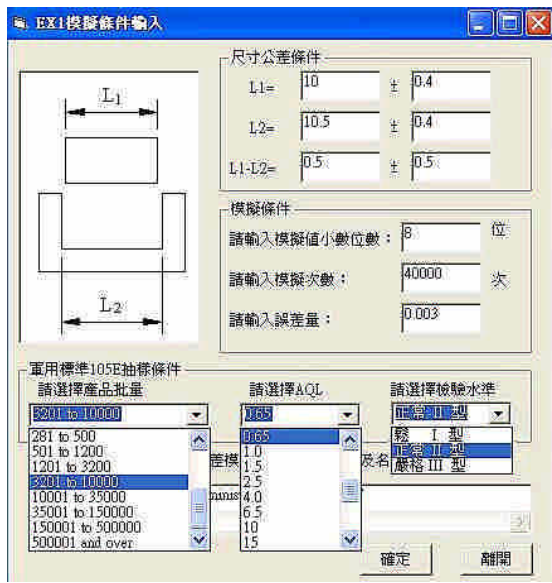 EX1模擬條件輸入
尺寸公差條件
L1= 10 ± 0.4
L2= 10.5 ± 0.4
L1-L2= 0.5 ± 0.5
L1
L2
模擬條件
請輸入模擬值小數位數： 8 位
請輸入模擬次數： 40000 次
請輸入誤差量： 0.003
軍用標準105E抽樣條件
請選擇產品批量 請選擇AQL 請選擇檢驗水準
3201 to 10000 0.65 正常 II 型
281 to 500
501 to 1200
1201 to 3200
3201 to 10000
10001 to 35000
35001 to 150000
150001 to 500000
500001 and over
0.65
1.0
1.5
2.5
4.0
6.5
10
15
鬆 I 型
正常 II 型
嚴格 III 型
差模
及名
minis
確定 離開